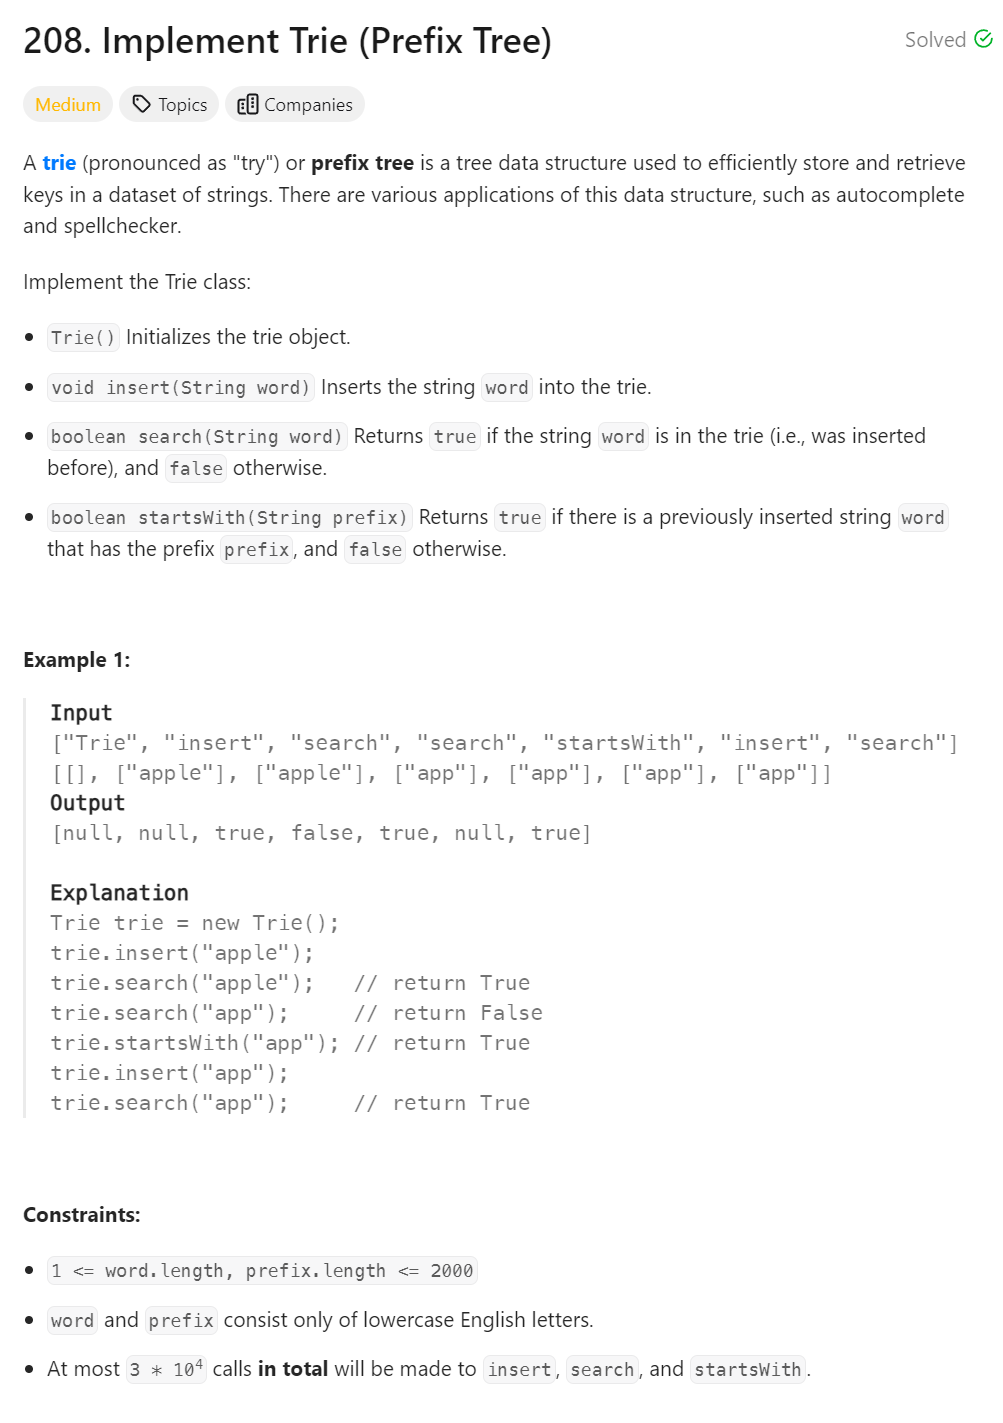 208. Implement Trie (Prefix Tree)
Solved
Medium Topics Companies
A trie (pronounced as "try") or prefix tree is a tree data structure used to efficiently store and retrieve
keys in a dataset of strings. There are various applications of this data structure, such as autocomplete
and spellchecker.
Implement the Trie class:
• Trie() Initializes the trie object.
• void insert(String word) Inserts the string word into the trie.
• boolean search(String word) Returns true if the string word is in the trie (i.e., was inserted
before), and false otherwise.
• boolean startsWith(String prefix) Returns true if there is a previously inserted string word
that has the prefix prefix, and false otherwise.
Example 1:
Input
["Trie", "insert", "search", "search", "startsWith", "insert", "search"]
[[], ["apple"], ["apple"], ["app"], ["app"], ["app"], ["app"]]
Output
[null, null, true, false, true, null, true]
Explanation
Trie trie = new Trie();
trie.insert("apple");
trie.search("apple");   // return True
trie.search("app");     // return False
trie.startsWith("app"); // return True
trie.insert("app");
trie.search("app");     // return True
Constraints:
• 1 <= word.length, prefix.length <= 2000
• word and prefix consist only of lowercase English letters.
• At most 3 * 10⁴ calls in total will be made to insert, search, and startsWith.